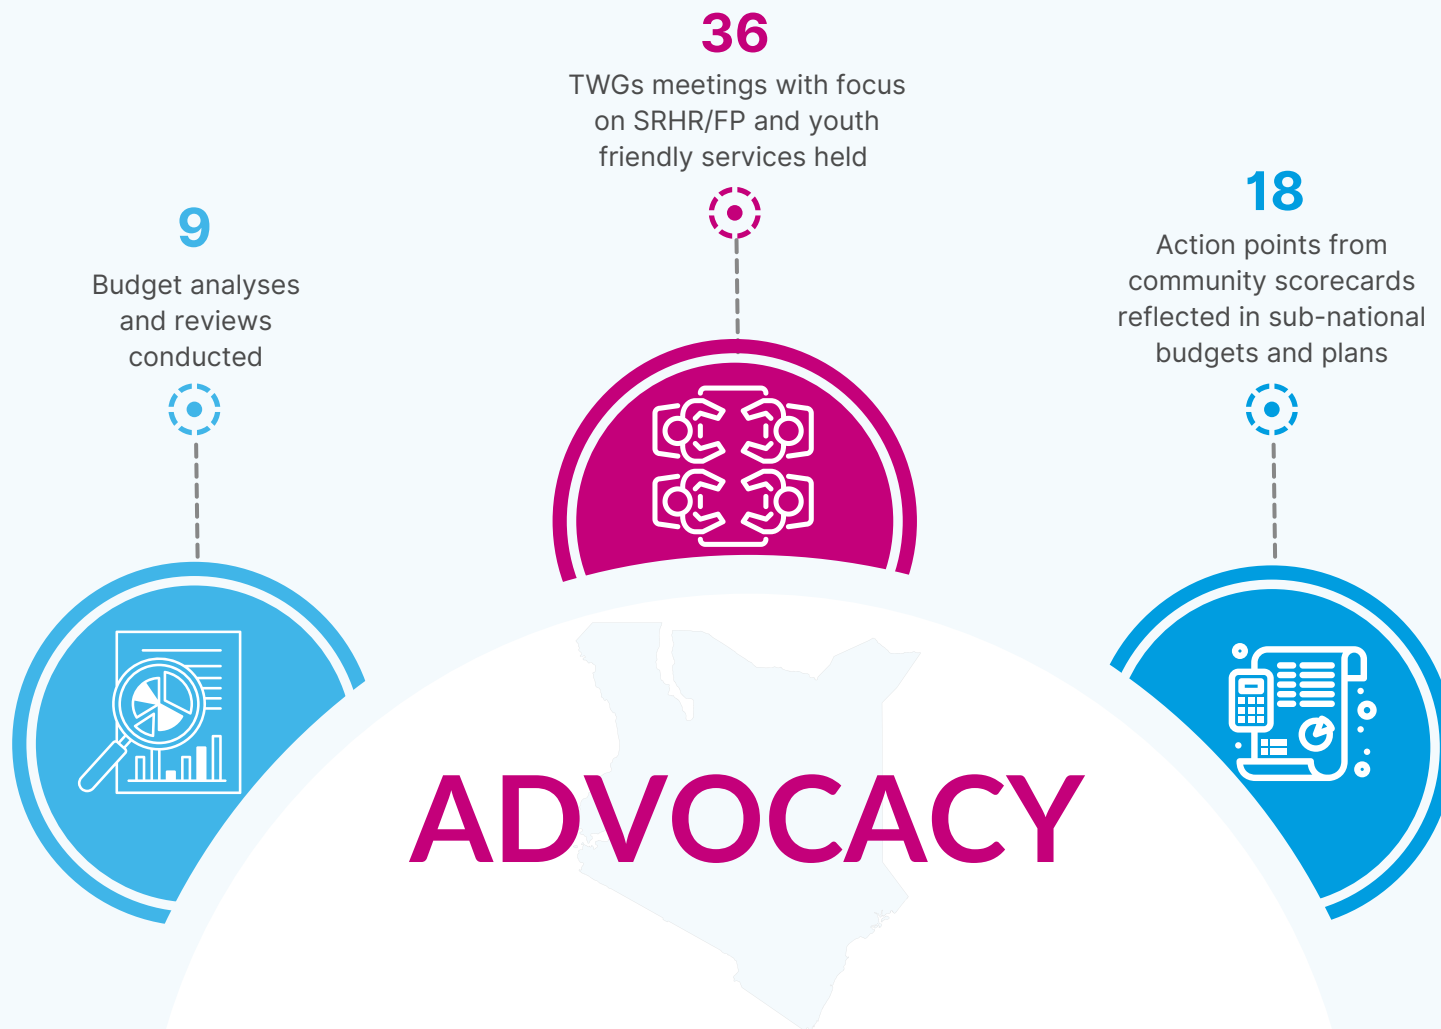 36
TWGs meetings with focus
on SRHR/FP and youth
friendly services held
9
Budget analyses
and reviews
conducted
18
Action points from
community scorecards
reflected in sub-national
budgets and plans
ADVOCACY